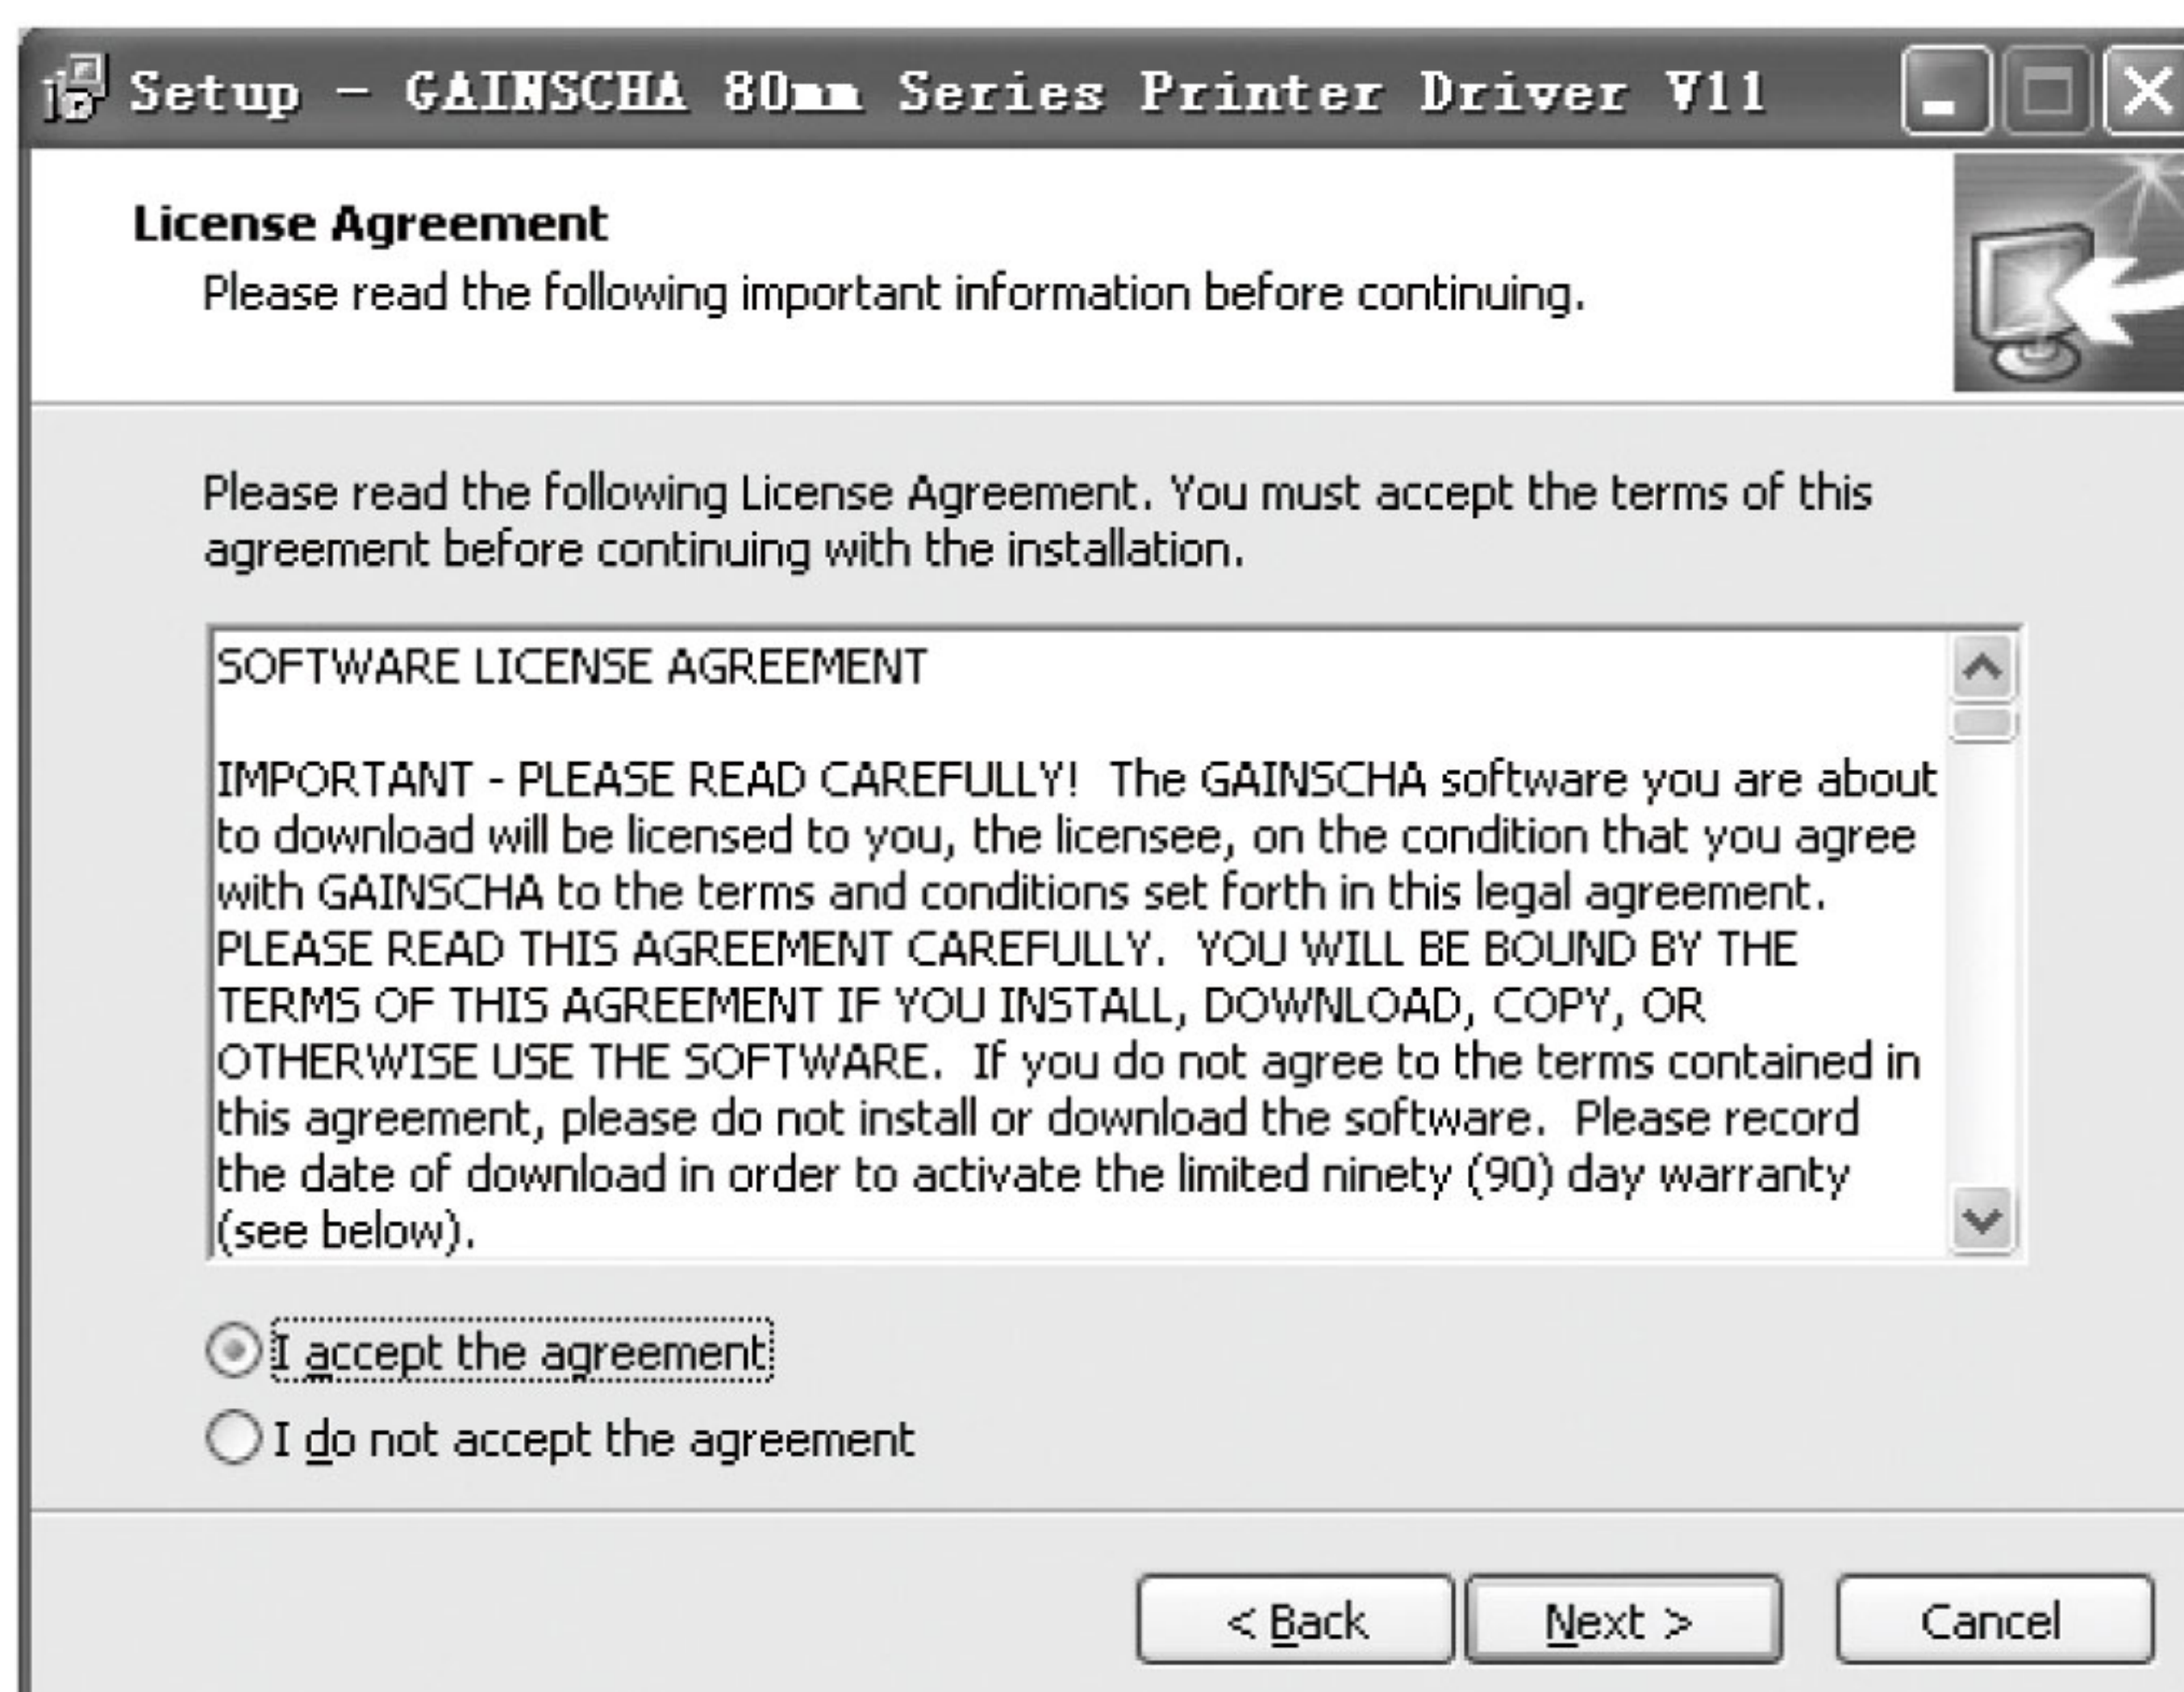 Setup - GAINSCHA 80mm Series Printer Driver V11
License Agreement
Please read the following important information before continuing.
Please read the following License Agreement. You must accept the terms of this
agreement before continuing with the installation.
SOFTWARE LICENSE AGREEMENT
IMPORTANT - PLEASE READ CAREFULLY!  The GAINSCHA software you are about
to download will be licensed to you, the licensee, on the condition that you agree
with GAINSCHA to the terms and conditions set forth in this legal agreement.
PLEASE READ THIS AGREEMENT CAREFULLY.  YOU WILL BE BOUND BY THE
TERMS OF THIS AGREEMENT IF YOU INSTALL, DOWNLOAD, COPY, OR
OTHERWISE USE THE SOFTWARE.  If you do not agree to the terms contained in
this agreement, please do not install or download the software.  Please record
the date of download in order to activate the limited ninety (90) day warranty
(see below).
I accept the agreement
I do not accept the agreement
< Back Next > Cancel